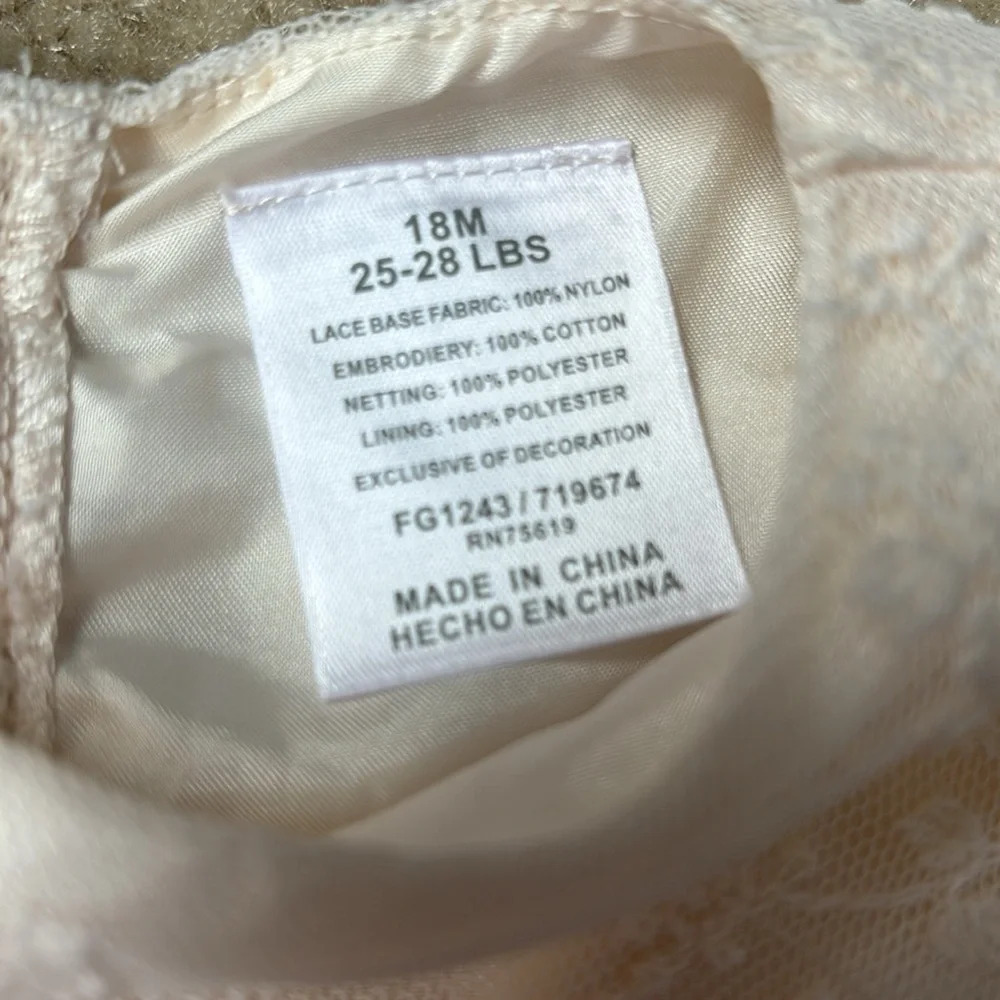 18M
25-28 LBS
LACE BASE FABRIC: 100% NYLON
EMBRODIERY: 100% COTTON
NETTING: 100% POLYESTER
LINING: 100% POLYESTER
EXCLUSIVE OF DECORATION
FG1243 / 719674
RN75619
MADE IN CHINA
HECHO EN CHINA